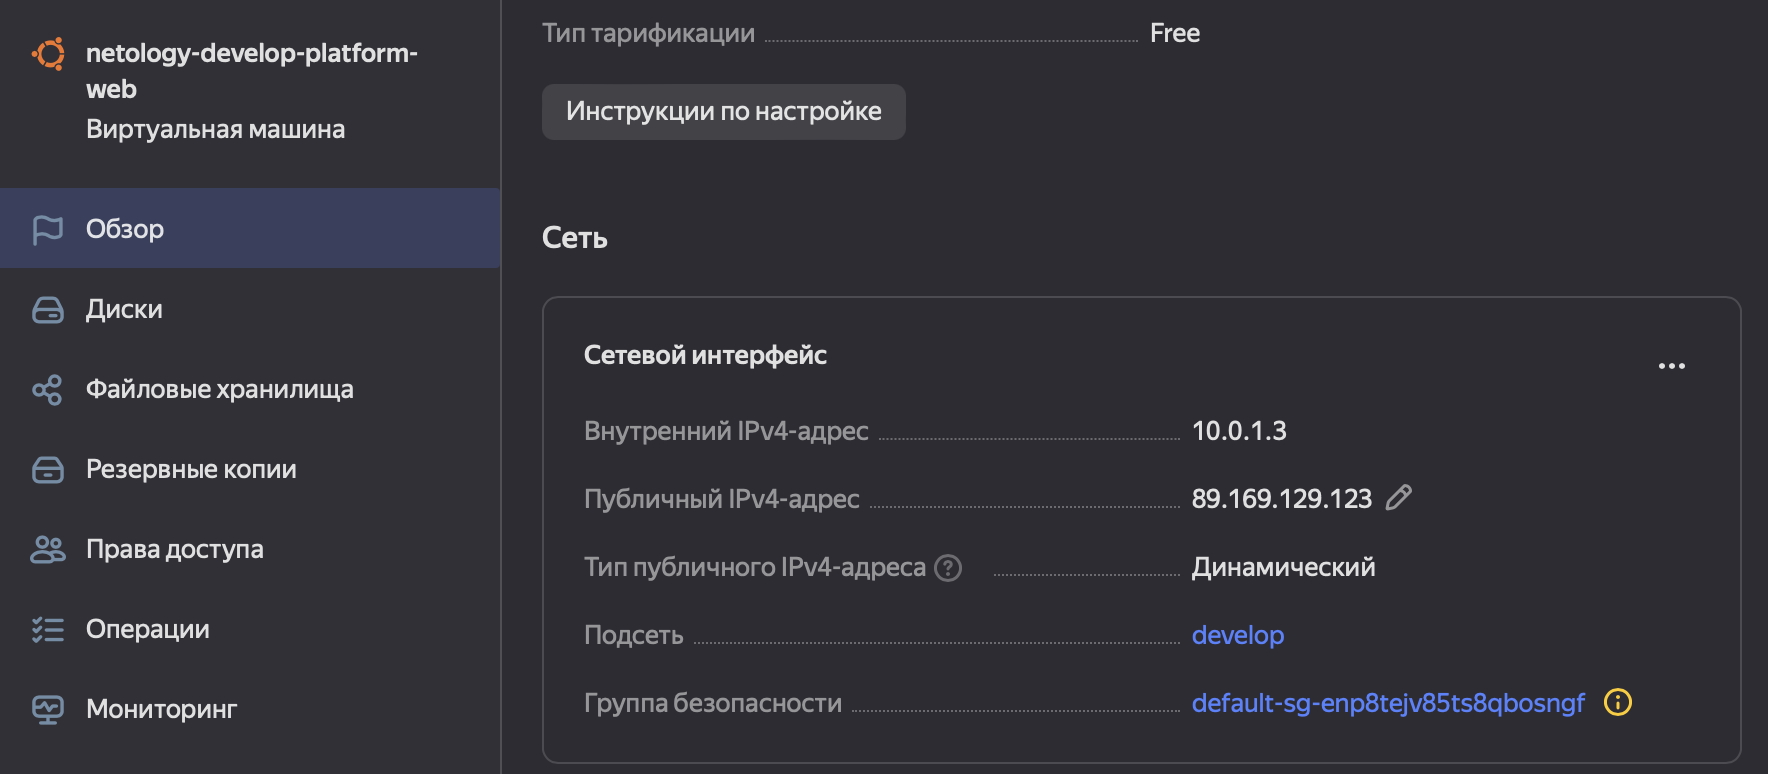 netology-develop-platform-
web
Виртуальная машина
Обзор
Диски
Файловые хранилища
Резервные копии
Права доступа
Операции
Мониторинг
Тип тарификации Free
Инструкции по настройке
Сеть
Сетевой интерфейс
Внутренний IPv4-адрес 10.0.1.3
Публичный IPv4-адрес 89.169.129.123
Тип публичного IPv4-адреса Динамический
Подсеть develop
Группа безопасности default-sg-enp8tejv85ts8qbosngf